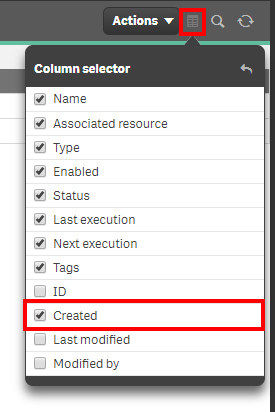 Actions
Column selector
Name
Associated resource
Type
Enabled
Status
Last execution
Next execution
Tags
ID
Created
Last modified
Modified by